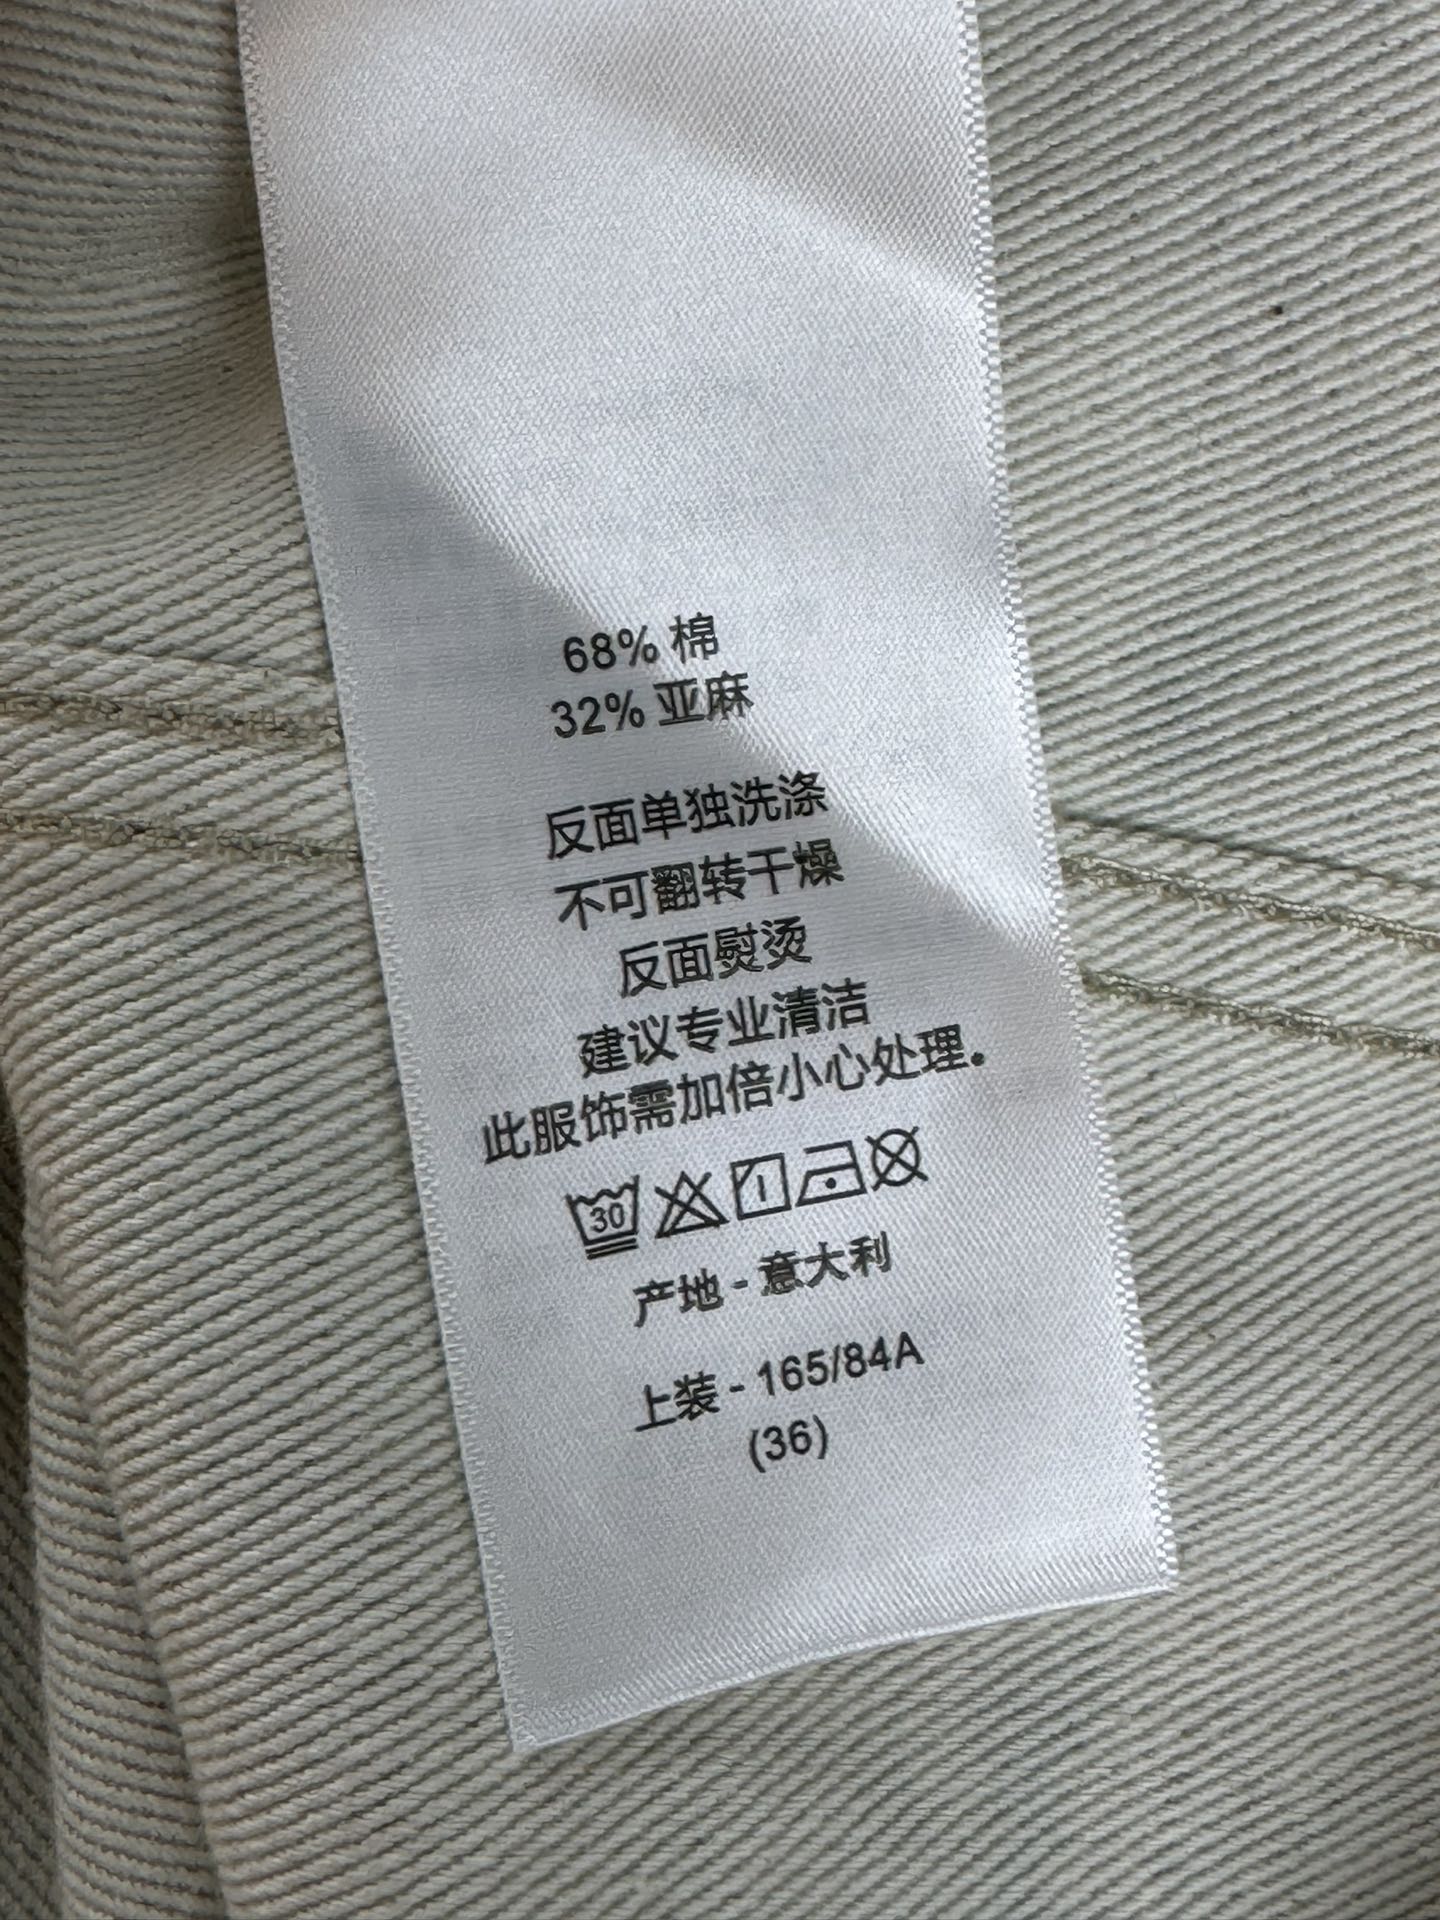 68% 棉
32% 亚麻
反面单独洗涤
不可翻转干燥
反面熨烫
建议专业清洁
此服饰需加倍小心处理。
30
产地 - 意大利
上装 - 165/84A
(36)